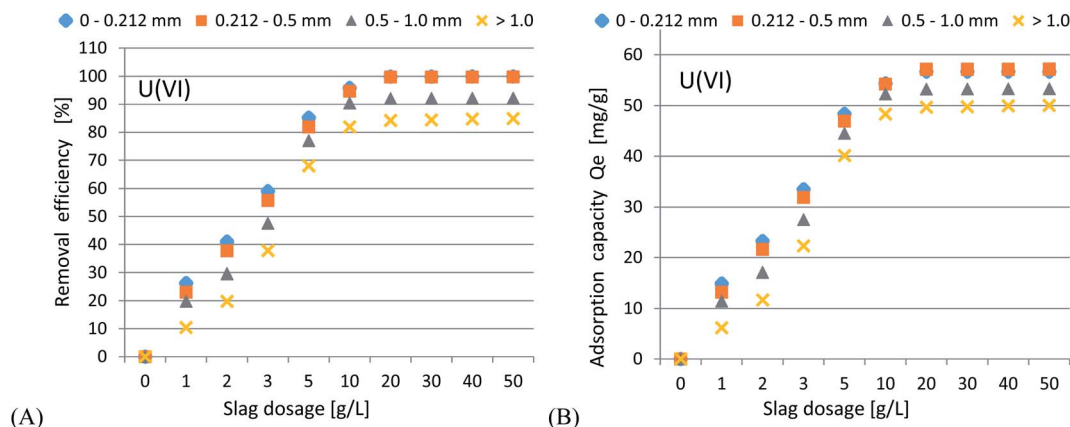 0 - 0.212 mm 0.212 - 0.5 mm 0.5 - 1.0 mm > 1.0
110
100
90
80
70
60
50
40
30
20
10
0
Removal efficiency [%]
U(VI)
0 1 2 3 5 10 20 30 40 50
Slag dosage [g/L]
(A)
0 - 0.212 mm 0.212 - 0.5 mm 0.5 - 1.0 mm > 1.0
60
50
40
30
20
10
0
Adsorption capacity Qe [mg/g]
U(VI)
0 1 2 3 5 10 20 30 40 50
Slag dosage [g/L]
(B)